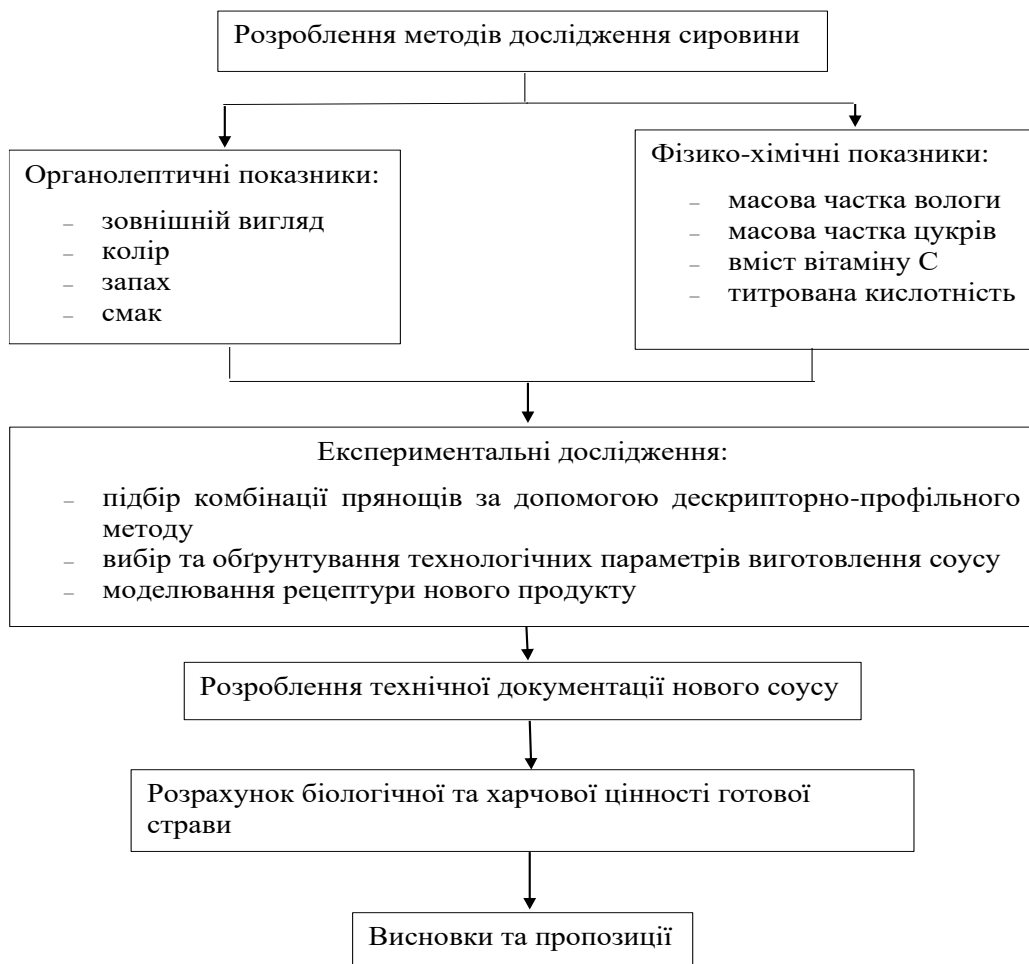 Розроблення методів дослідження сировини
Органолептичні показники:
– зовнішній вигляд
– колір
– запах
– смак
Фізико-хімічні показники:
– масова частка вологи
– масова частка цукрів
– вміст вітаміну С
– титрована кислотність
Експериментальні дослідження:
– підбір комбінації прянощів за допомогою дескрипторно-профільного
методу
– вибір та обґрунтування технологічних параметрів виготовлення соусу
– моделювання рецептури нового продукту
Розроблення технічної документації нового соусу
Розрахунок біологічної та харчової цінності готової
страви
Висновки та пропозиції